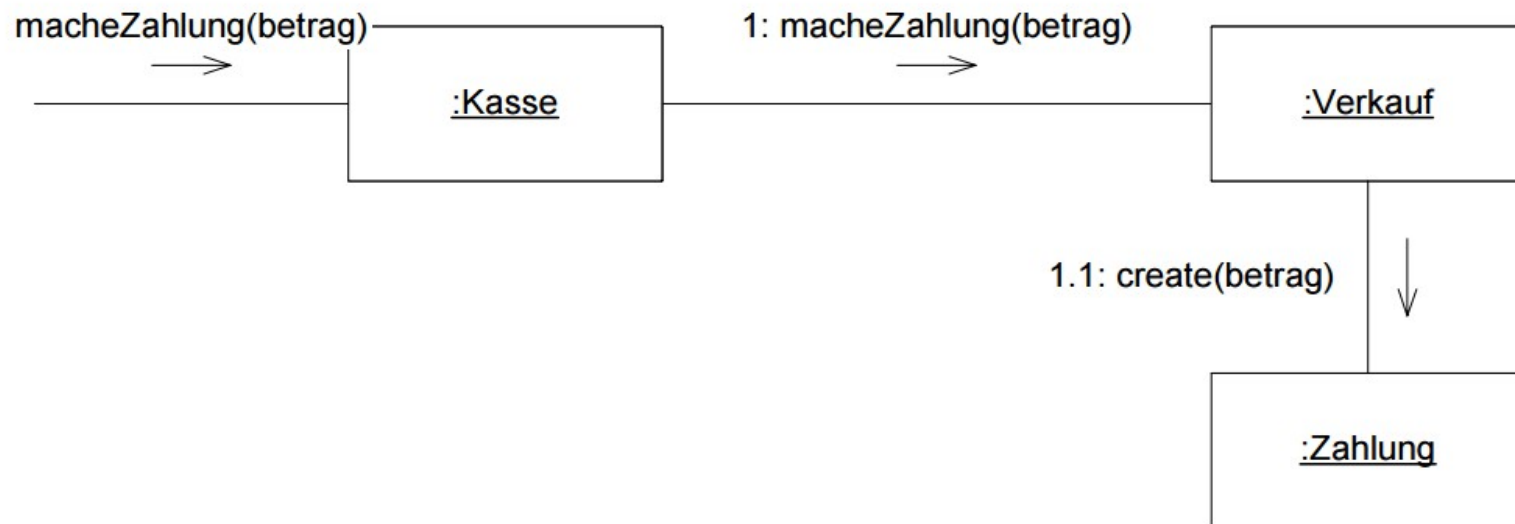 macheZahlung(betrag)
1: macheZahlung(betrag)
:Kasse
:Verkauf
1.1: create(betrag)
:Zahlung